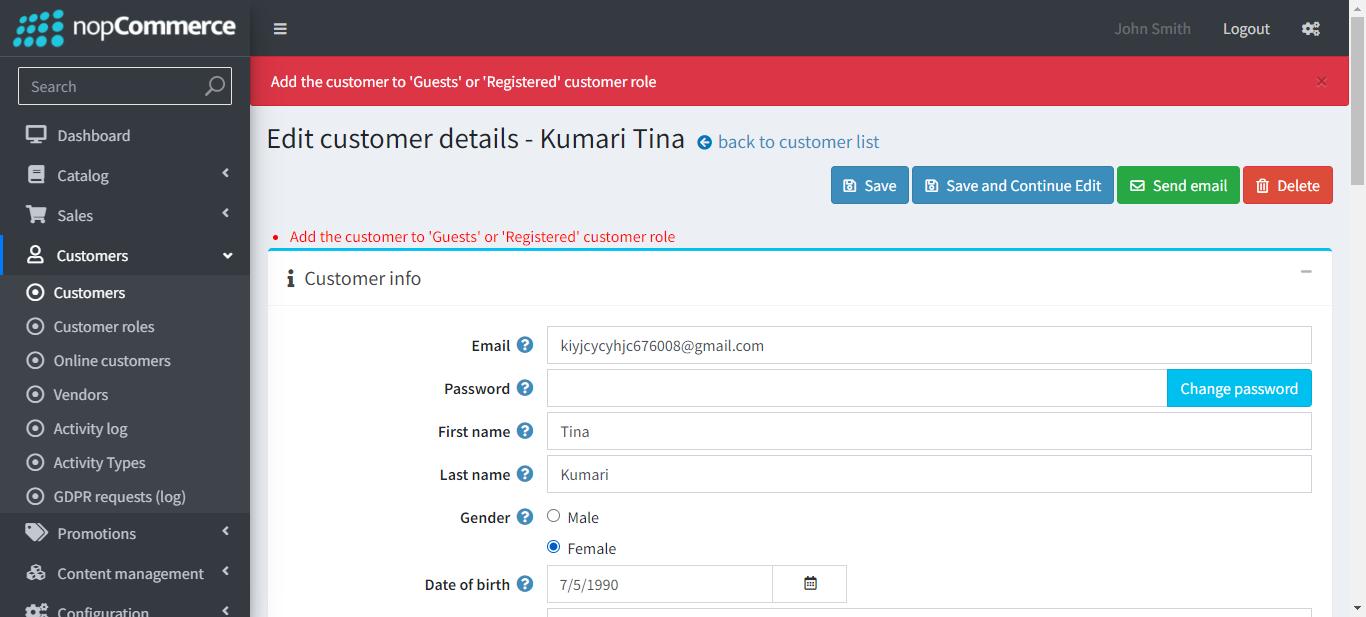 nopCommerce
John Smith
Logout
Search
Add the customer to 'Guests' or 'Registered' customer role
×
Dashboard
Catalog
Sales
Customers
Customers
Customer roles
Online customers
Vendors
Activity log
Activity Types
GDPR requests (log)
Promotions
Content management
Configuration
Edit customer details - Kumari Tina back to customer list
Save
Save and Continue Edit
Send email
Delete
• Add the customer to 'Guests' or 'Registered' customer role
Customer info
Email ? kiyjcycyhjc676008@gmail.com
Password ? Change password
First name ? Tina
Last name ? Kumari
Gender ? Male
Female
Date of birth ? 7/5/1990